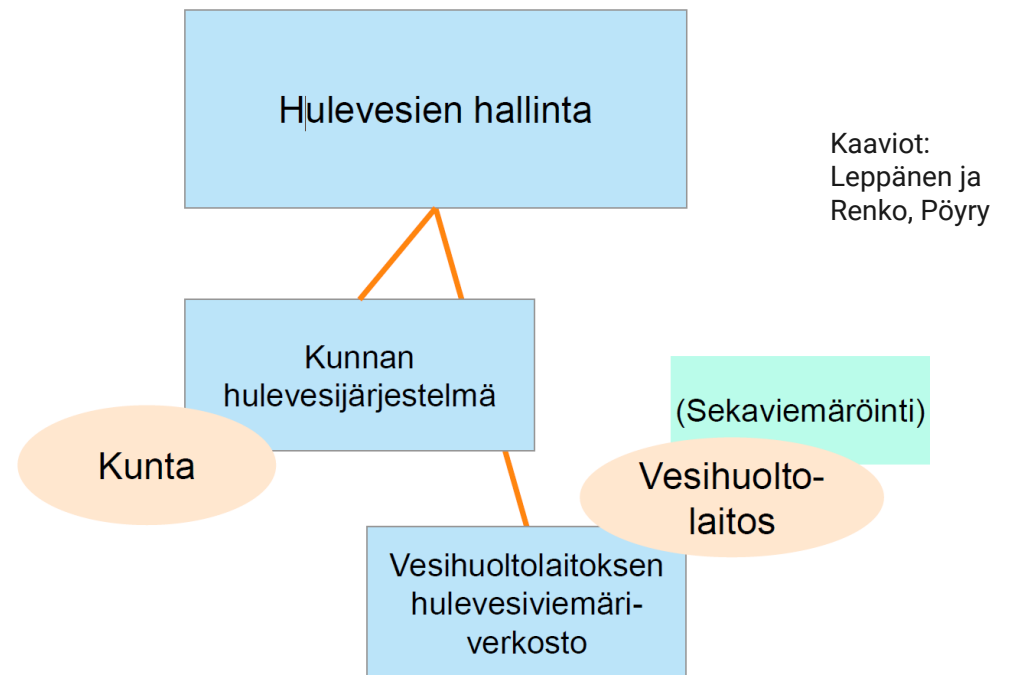 Hulevesien hallinta
Kaaviot:
Leppänen ja
Renko, Pöyry
Kunnan
hulevesijärjestelmä
(Sekaviemäröinti)
Kunta
Vesihuolto-
laitos
Vesihuoltolaitoksen
hulevesiviemäri-
verkosto